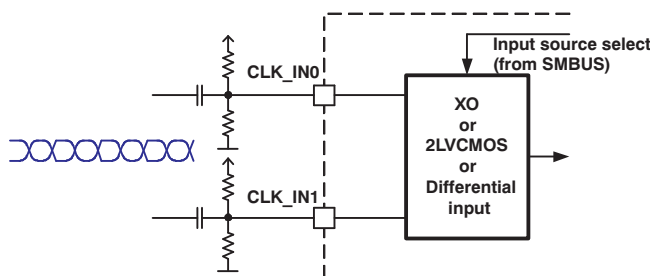 Input source select
(from SMBUS)
CLK_IN0
XO
or
2LVCMOS
or
Differential
input
CLK_IN1